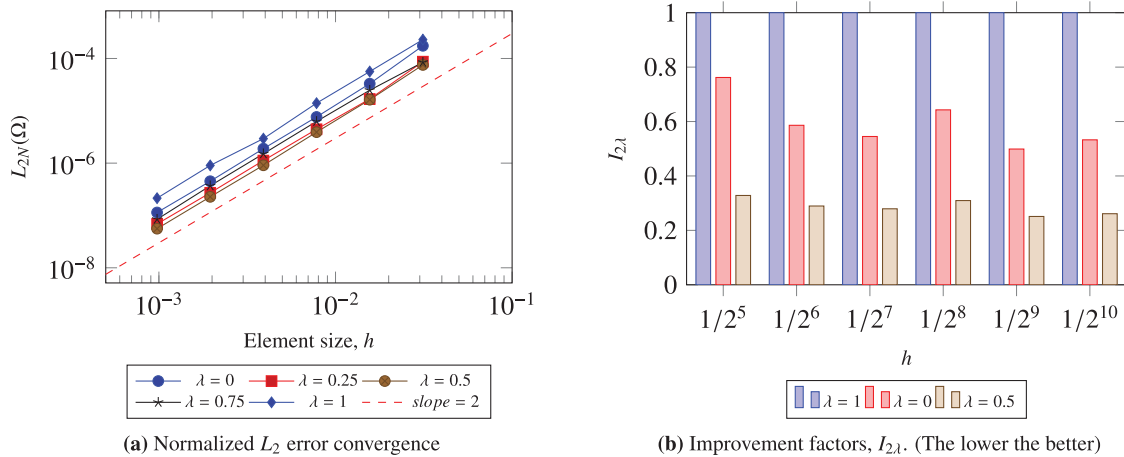 10^{-4}
10^{-6}
10^{-8}
L_{2N}(Ω)
10^{-3} 10^{-2} 10^{-1}
Element size, h
λ = 0 λ = 0.25 λ = 0.5
λ = 0.75 λ = 1 slope = 2
(a) Normalized L_2 error convergence
1
0.8
0.6
0.4
0.2
0
I_{2λ}
1/2^5 1/2^6 1/2^7 1/2^8 1/2^9 1/2^{10}
h
λ = 1 λ = 0 λ = 0.5
(b) Improvement factors, I_{2λ}. (The lower the better)